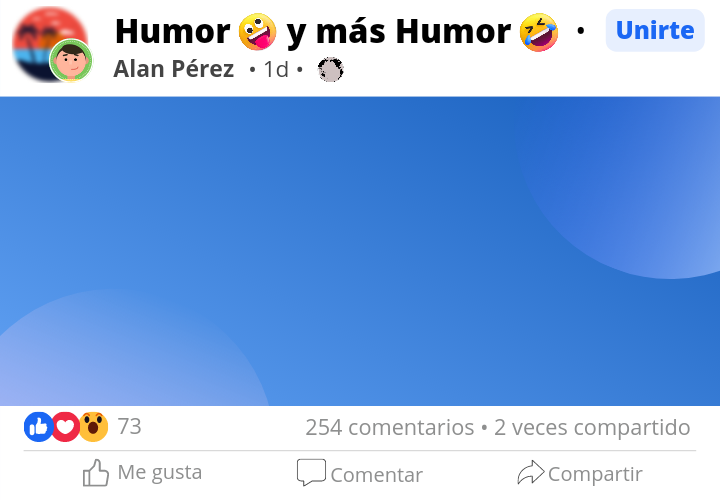 Humor 🤪 y más Humor 🤣 • Unirte
Alan Pérez • 1d •
73 254 comentarios • 2 veces compartido
Me gusta Comentar Compartir